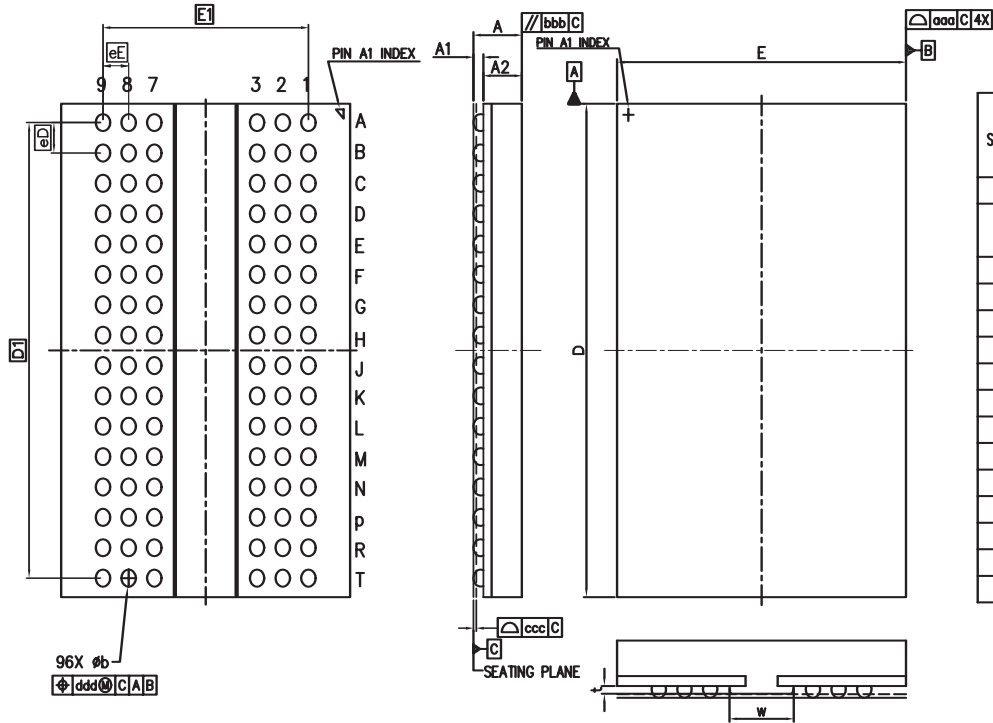 E1
A
// bbb C
⌓ aaa C 4X
eE
PIN A1 INDEX
A1
A2
PIN A1 INDEX
E
B
A
9 8 7 3 2 1
eD
A
B
C
D
E
F
G
H
J
K
L
M
N
p
R
T
D1
D
S
⌓ ccc C
C
SEATING PLANE
96X øb
⌖ ddd Ⓜ C A B
t
w